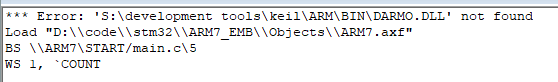 *** Error: 'S:\development tools\keil\ARM\BIN\DARMO.DLL' not found
Load "D:\\code\\stm32\\ARM7_EMB\\Objects\\ARM7.axf"
BS \\ARM7\START/main.c\5
WS 1, `COUNT